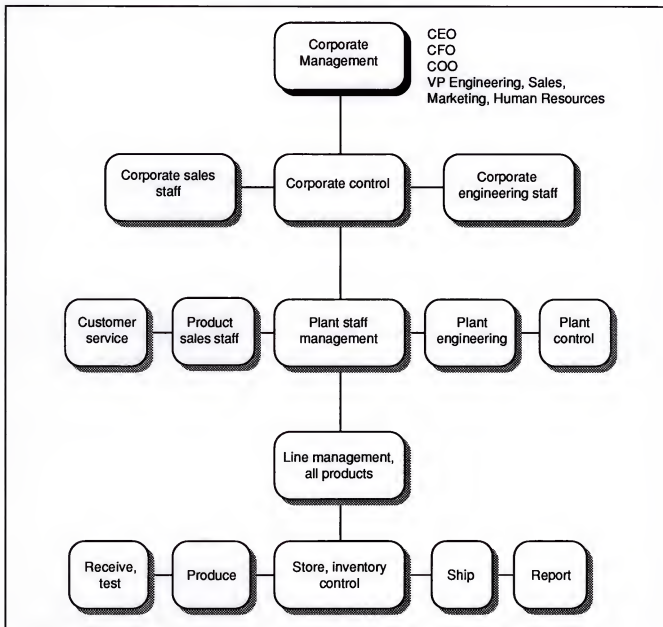 Corporate
Management
CEO
CFO
COO
VP Engineering, Sales,
Marketing, Human Resources
Corporate sales
staff
Corporate control
Corporate
engineering staff
Customer
service
Product
sales staff
Plant staff
management
Plant
engineering
Plant
control
Line management,
all products
Receive,
test
Produce
Store, inventory
control
Ship
Report